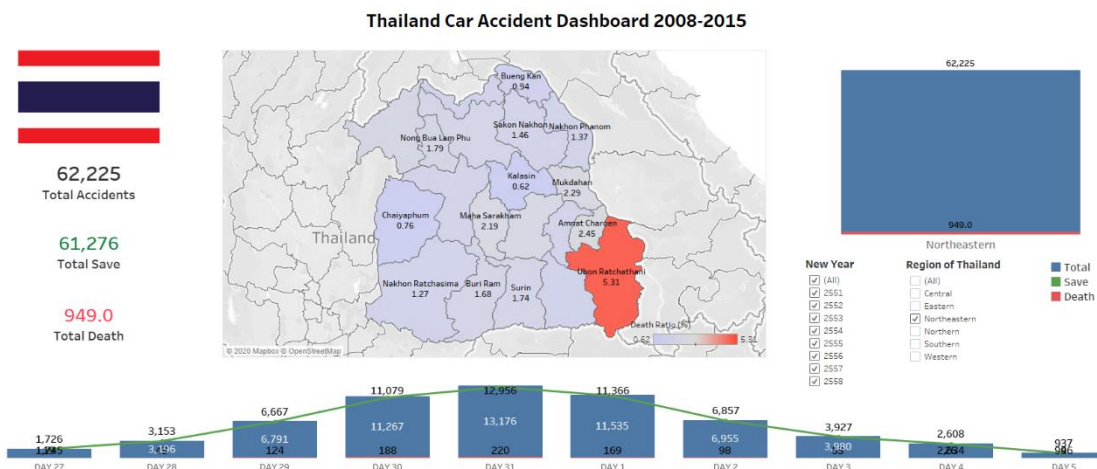 Thailand Car Accident Dashboard 2008-2015
62,225
Total Accidents
61,276
Total Save
949.0
Total Death
Bueng Kan
0.94
Sakon Nakhon
1.46
Nakhon Phanom
1.37
Nong Bua Lam Phu
1.79
Kalasin
0.62
Mukdahan
2.29
Chaiyaphum
0.76
Maha Sarakham
2.19
Amnat Charoen
2.45
Thailand
Ubon Ratchathani
5.31
Nakhon Ratchasima
1.27
Buri Ram
1.68
Surin
1.74
Death Ratio (%)
0.62 5.31
© 2020 Mapbox © OpenStreetMap
62,225
949.0
Northeastern
New Year
(All)
2551
2552
2553
2554
2555
2556
2557
2558
Region of Thailand
(All)
Central
Eastern
Northeastern
Northern
Southern
Western
Total
Save
Death
1,726 3,153 6,667 11,079 12,956 11,366 6,857 3,927 2,608 937
3,196 6,791 11,267 13,176 11,535 6,955 3,980
124 188 220 169 98
DAY 27 DAY 28 DAY 29 DAY 30 DAY 31 DAY 1 DAY 2 DAY 3 DAY 4 DAY 5